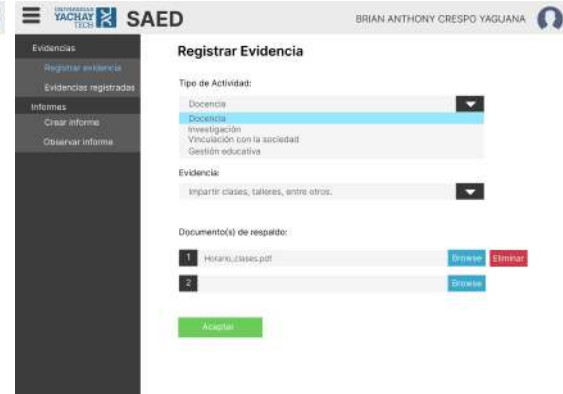 UNIVERSIDAD
YACHAY
TECH
SAED
BRIAN ANTHONY CRESPO YAGUANA
Evidencias
Registrar evidencia
Evidencias registradas
Informes
Crear informe
Observar informe
Registrar Evidencia
Tipo de Actividad:
Docencia
Docencia
Investigación
Vinculación con la sociedad
Gestión educativa
Evidencia:
Impartir clases, talleres, entre otros.
Documento(s) de respaldo:
1 Horario_clases.pdf Browse Eliminar
2 Browse
Aceptar